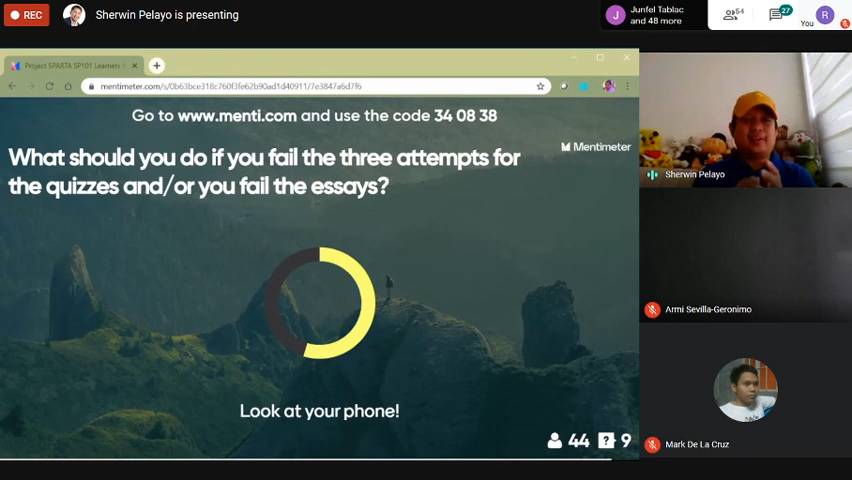 REC
Sherwin Pelayo is presenting
Junfel Tablac
and 48 more
J
54
27
You
R
Project SPARTA SP101 Learners
mentimeter.com/s/0b63bce318c760f3fe62b90ad1d40911/7e3847a6d7f6
Go to www.menti.com and use the code 34 08 38
Mentimeter
What should you do if you fail the three attempts for
the quizzes and/or you fail the essays?
Look at your phone!
44
9
Sherwin Pelayo
Armi Sevilla-Geronimo
Mark De La Cruz